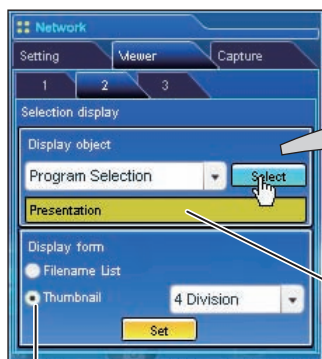 Network
Setting Viewer Capture
1 2 3
Selection display
Display object
Program Selection Select
Presentation
Display form
Filename List
Thumbnail 4 Division
Set